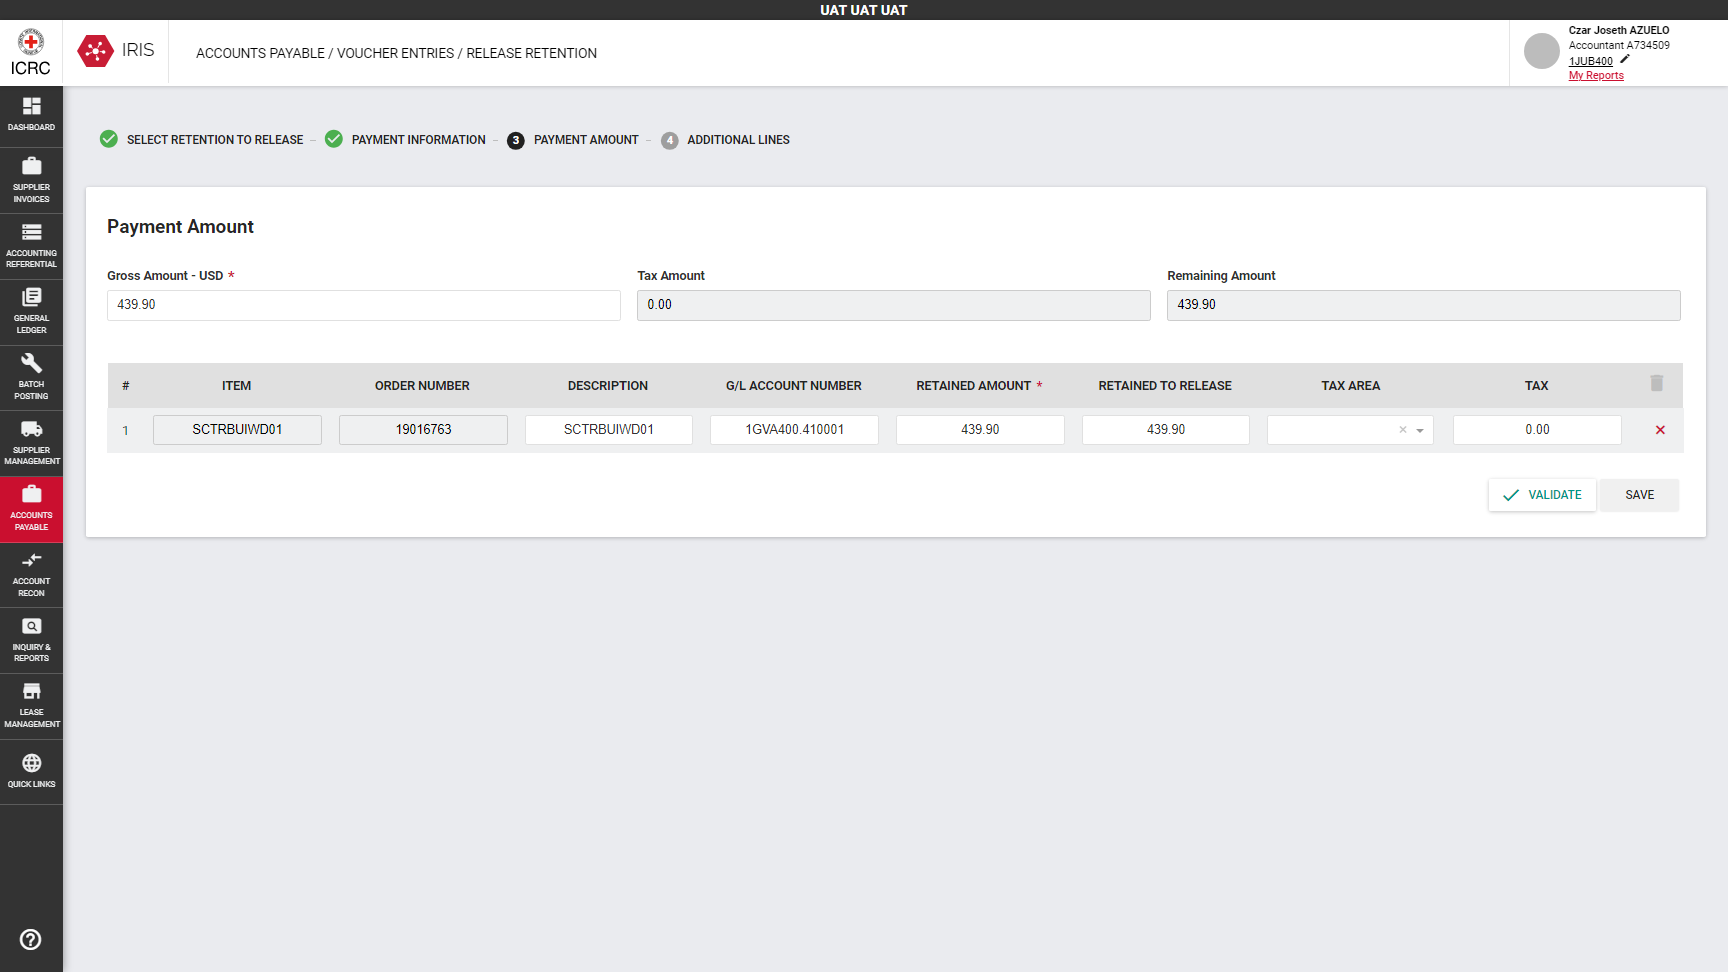 UAT UAT UAT
ICRC
IRIS
ACCOUNTS PAYABLE / VOUCHER ENTRIES / RELEASE RETENTION
Czar Joseth AZUELO
Accountant A734509
1JUB400
My Reports
DASHBOARD
SUPPLIER
INVOICES
ACCOUNTING
REFERENTIAL
GENERAL
LEDGER
BATCH
POSTING
SUPPLIER
MANAGEMENT
ACCOUNTS
PAYABLE
ACCOUNT
RECON
INQUIRY &
REPORTS
LEASE
MANAGEMENT
QUICK LINKS
SELECT RETENTION TO RELEASE – PAYMENT INFORMATION – 3 PAYMENT AMOUNT – 4 ADDITIONAL LINES
Payment Amount
Gross Amount - USD * Tax Amount Remaining Amount
439.90 0.00 439.90
# ITEM ORDER NUMBER DESCRIPTION G/L ACCOUNT NUMBER RETAINED AMOUNT * RETAINED TO RELEASE TAX AREA TAX
1 SCTRBUIWD01 19016763 SCTRBUIWD01 1GVA400.410001 439.90 439.90 0.00
VALIDATE SAVE